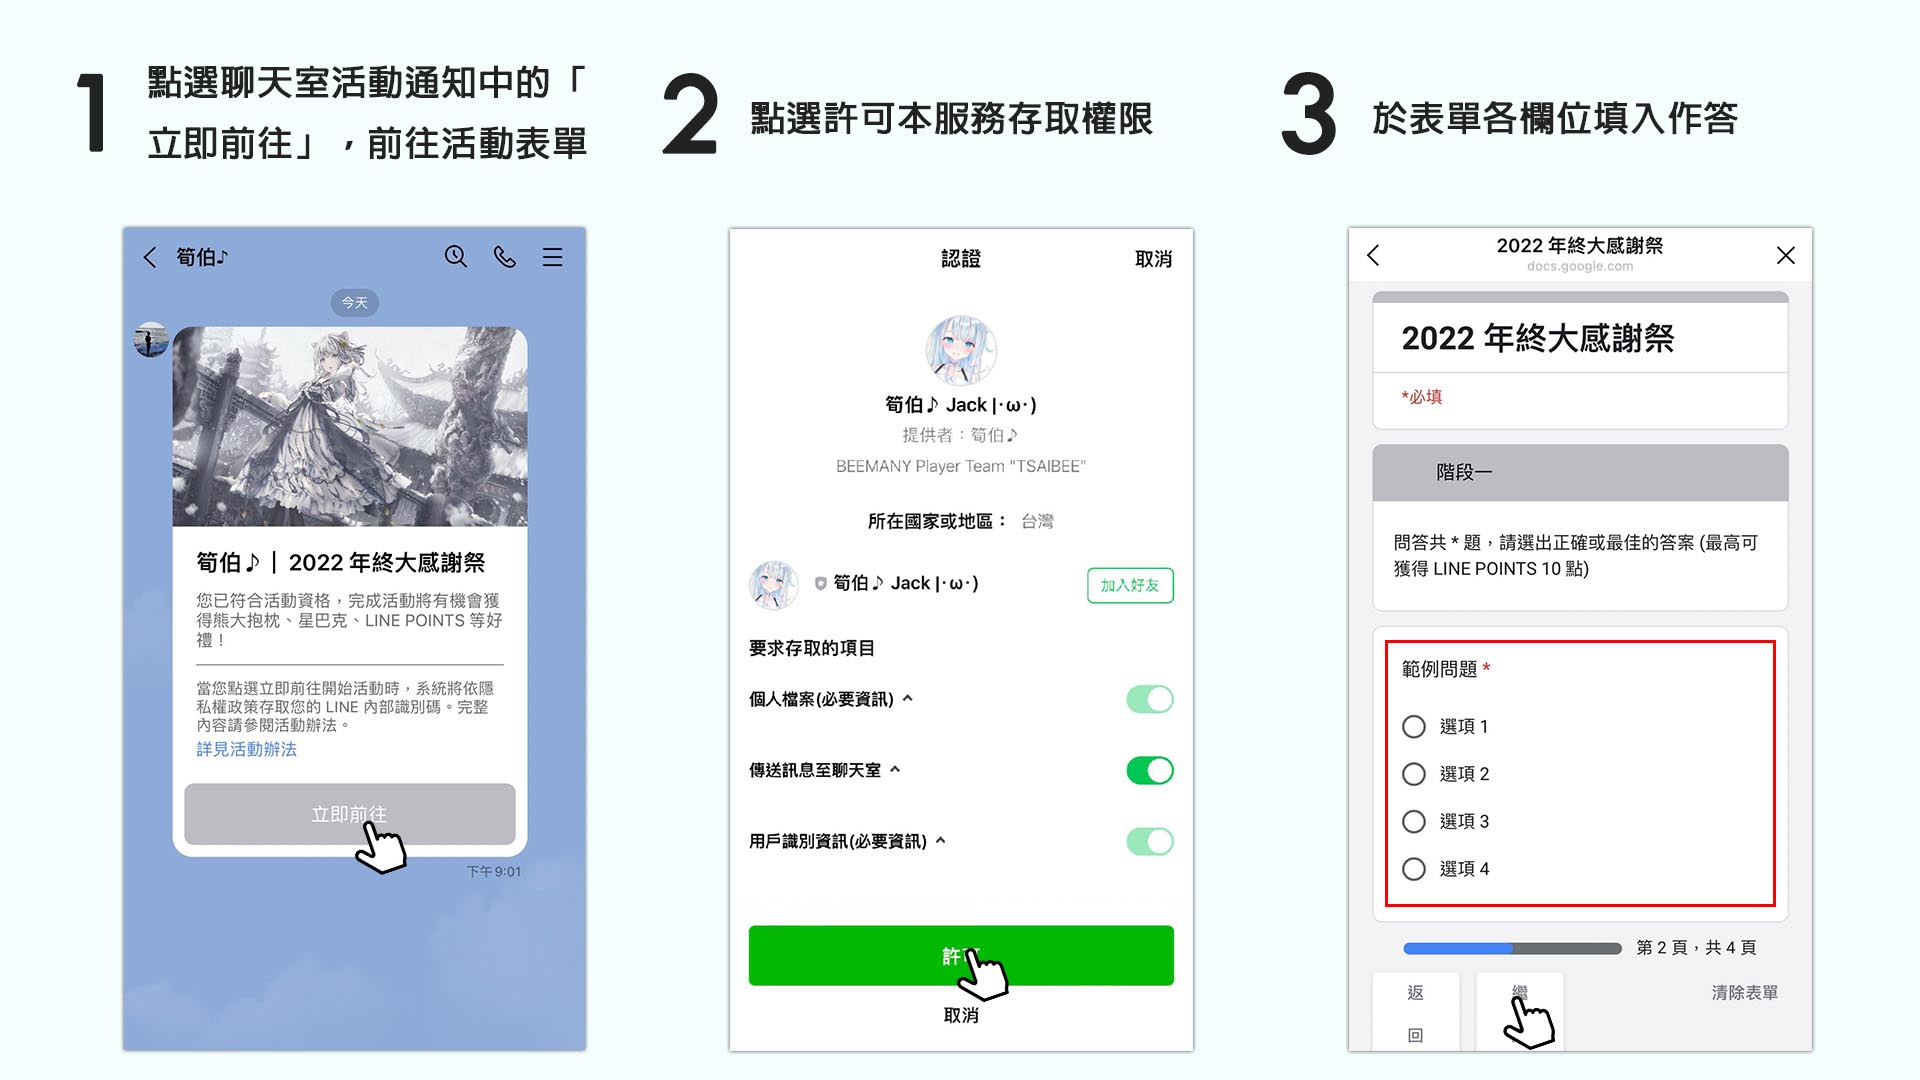 1
點選聊天室活動通知中的「
立即前往」，前往活動表單
2
點選許可本服務存取權限
3
於表單各欄位填入作答
筍伯♪
今天
筍伯♪｜ 2022 年終大感謝祭
您已符合活動資格，完成活動將有機會獲
得熊大抱枕、星巴克、LINE POINTS 等好
禮！
當您點選立即前往開始活動時，系統將依隱
私權政策存取您的 LINE 內部識別碼。完整
內容請參閱活動辦法。
詳見活動辦法
立即前往
下午 9:01
認證
取消
筍伯♪ Jack |･ω･)
提供者：筍伯♪
BEEMANY Player Team "TSAIBEE"
所在國家或地區： 台灣
筍伯♪ Jack |･ω･)
加入好友
要求存取的項目
個人檔案(必要資訊)
傳送訊息至聊天室
用戶識別資訊(必要資訊)
許可
取消
2022 年終大感謝祭
docs.google.com
2022 年終大感謝祭
*必填
階段一
問答共 * 題，請選出正確或最佳的答案 (最高可
獲得 LINE POINTS 10 點)
範例問題 *
選項 1
選項 2
選項 3
選項 4
第 2 頁，共 4 頁
返
回
繼
清除表單